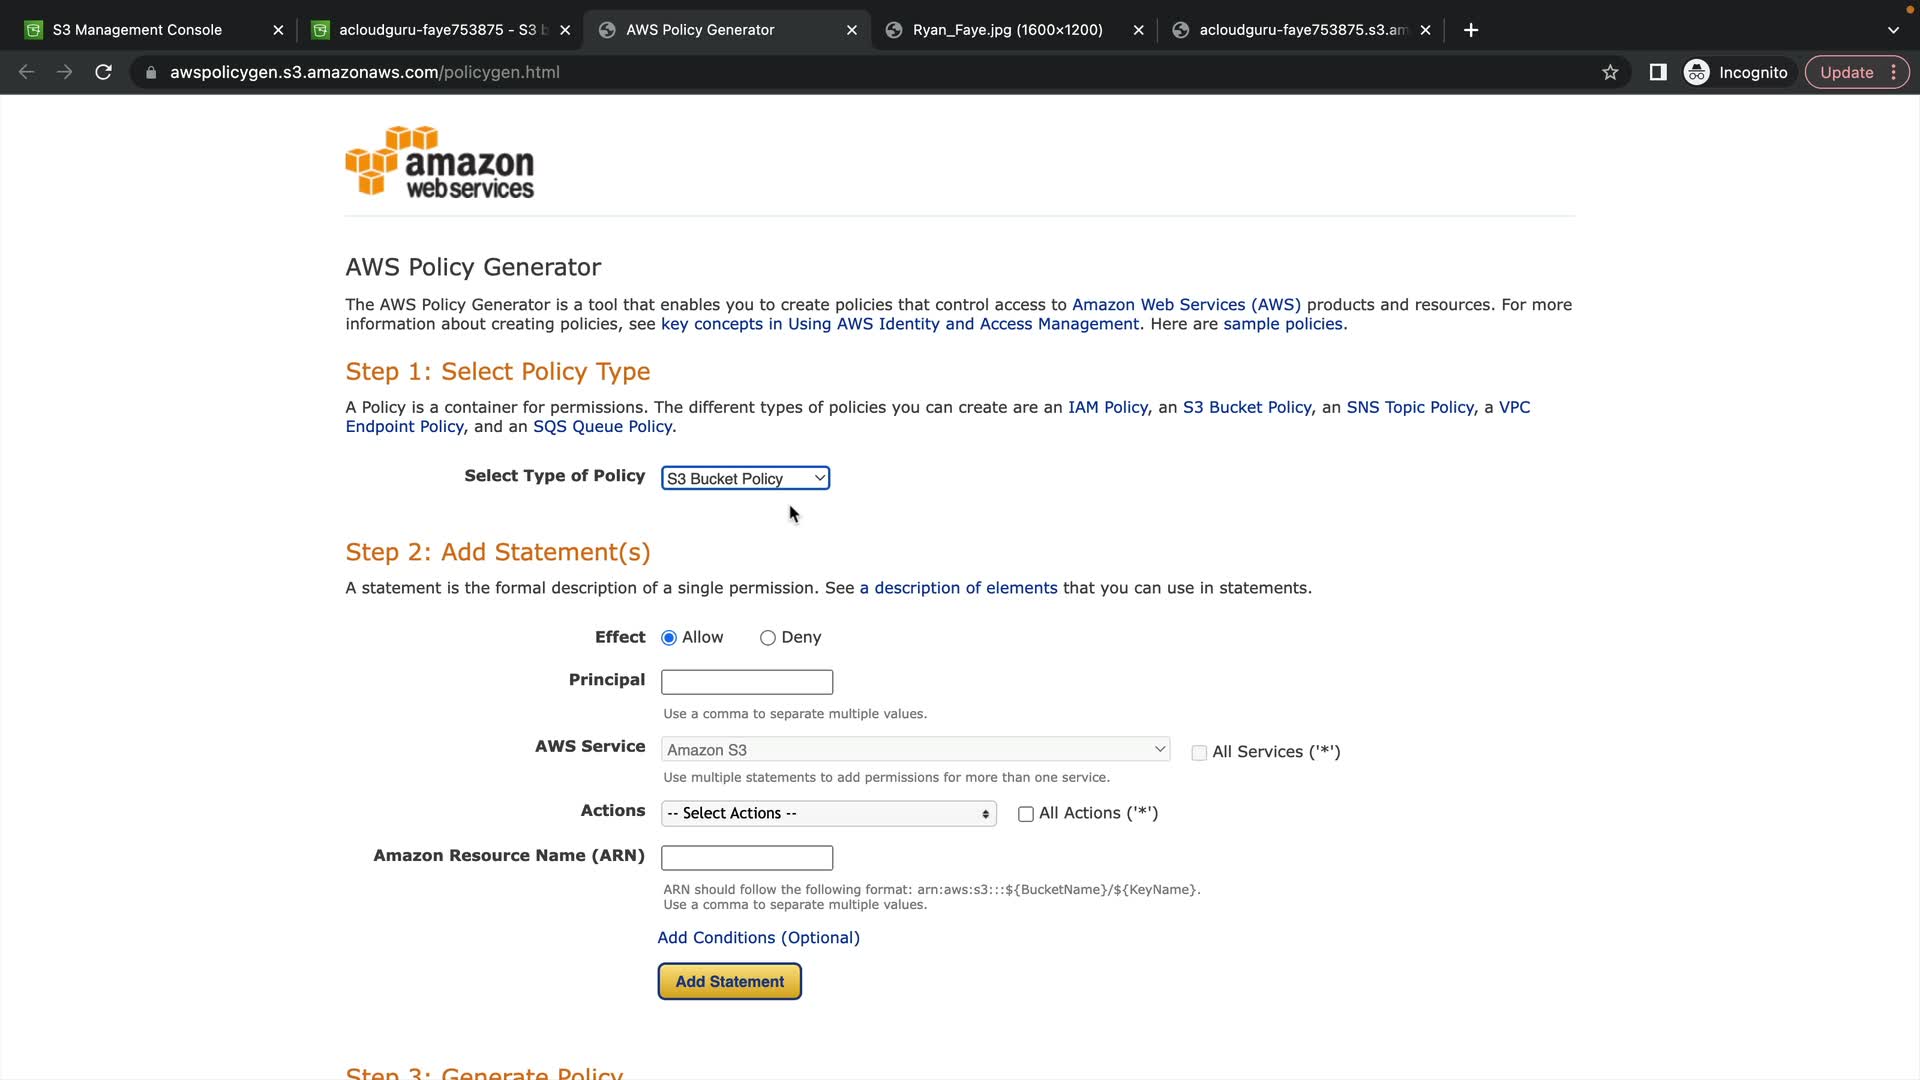 S3 Management Console
acloudguru-faye753875 - S3 b
AWS Policy Generator
Ryan_Faye.jpg (1600×1200)
acloudguru-faye753875.s3.am
awspolicygen.s3.amazonaws.com/policygen.html
Incognito
Update
amazon
webservices
AWS Policy Generator
The AWS Policy Generator is a tool that enables you to create policies that control access to Amazon Web Services (AWS) products and resources. For more
information about creating policies, see key concepts in Using AWS Identity and Access Management. Here are sample policies.
Step 1: Select Policy Type
A Policy is a container for permissions. The different types of policies you can create are an IAM Policy, an S3 Bucket Policy, an SNS Topic Policy, a VPC
Endpoint Policy, and an SQS Queue Policy.
Select Type of Policy S3 Bucket Policy
Step 2: Add Statement(s)
A statement is the formal description of a single permission. See a description of elements that you can use in statements.
Effect Allow Deny
Principal
Use a comma to separate multiple values.
AWS Service Amazon S3 All Services ('*')
Use multiple statements to add permissions for more than one service.
Actions -- Select Actions -- All Actions ('*')
Amazon Resource Name (ARN)
ARN should follow the following format: arn:aws:s3:::${BucketName}/${KeyName}.
Use a comma to separate multiple values.
Add Conditions (Optional)
Add Statement
Step 3: Generate Policy